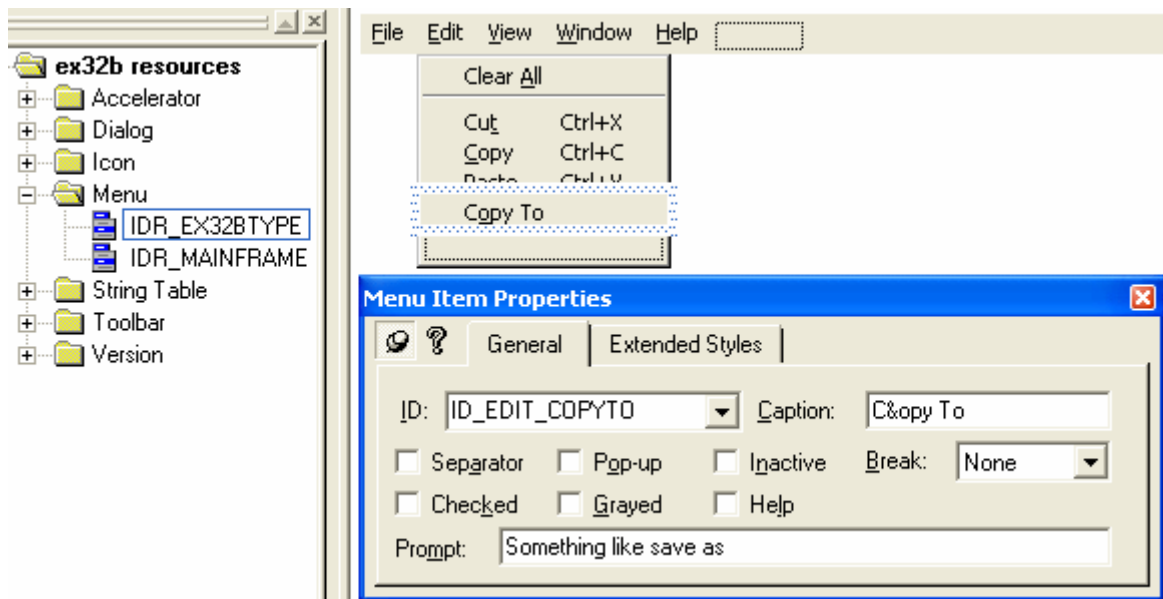 ex32b resources
Accelerator
Dialog
Icon
Menu
IDR_EX32BTYPE
IDR_MAINFRAME
String Table
Toolbar
Version
File Edit View Window Help
Clear All
Cut Ctrl+X
Copy Ctrl+C
Paste Ctrl+V
Copy To
Menu Item Properties
General Extended Styles
ID: ID_EDIT_COPYTO Caption: C&opy To
Separator Pop-up Inactive Break: None
Checked Grayed Help
Prompt: Something like save as